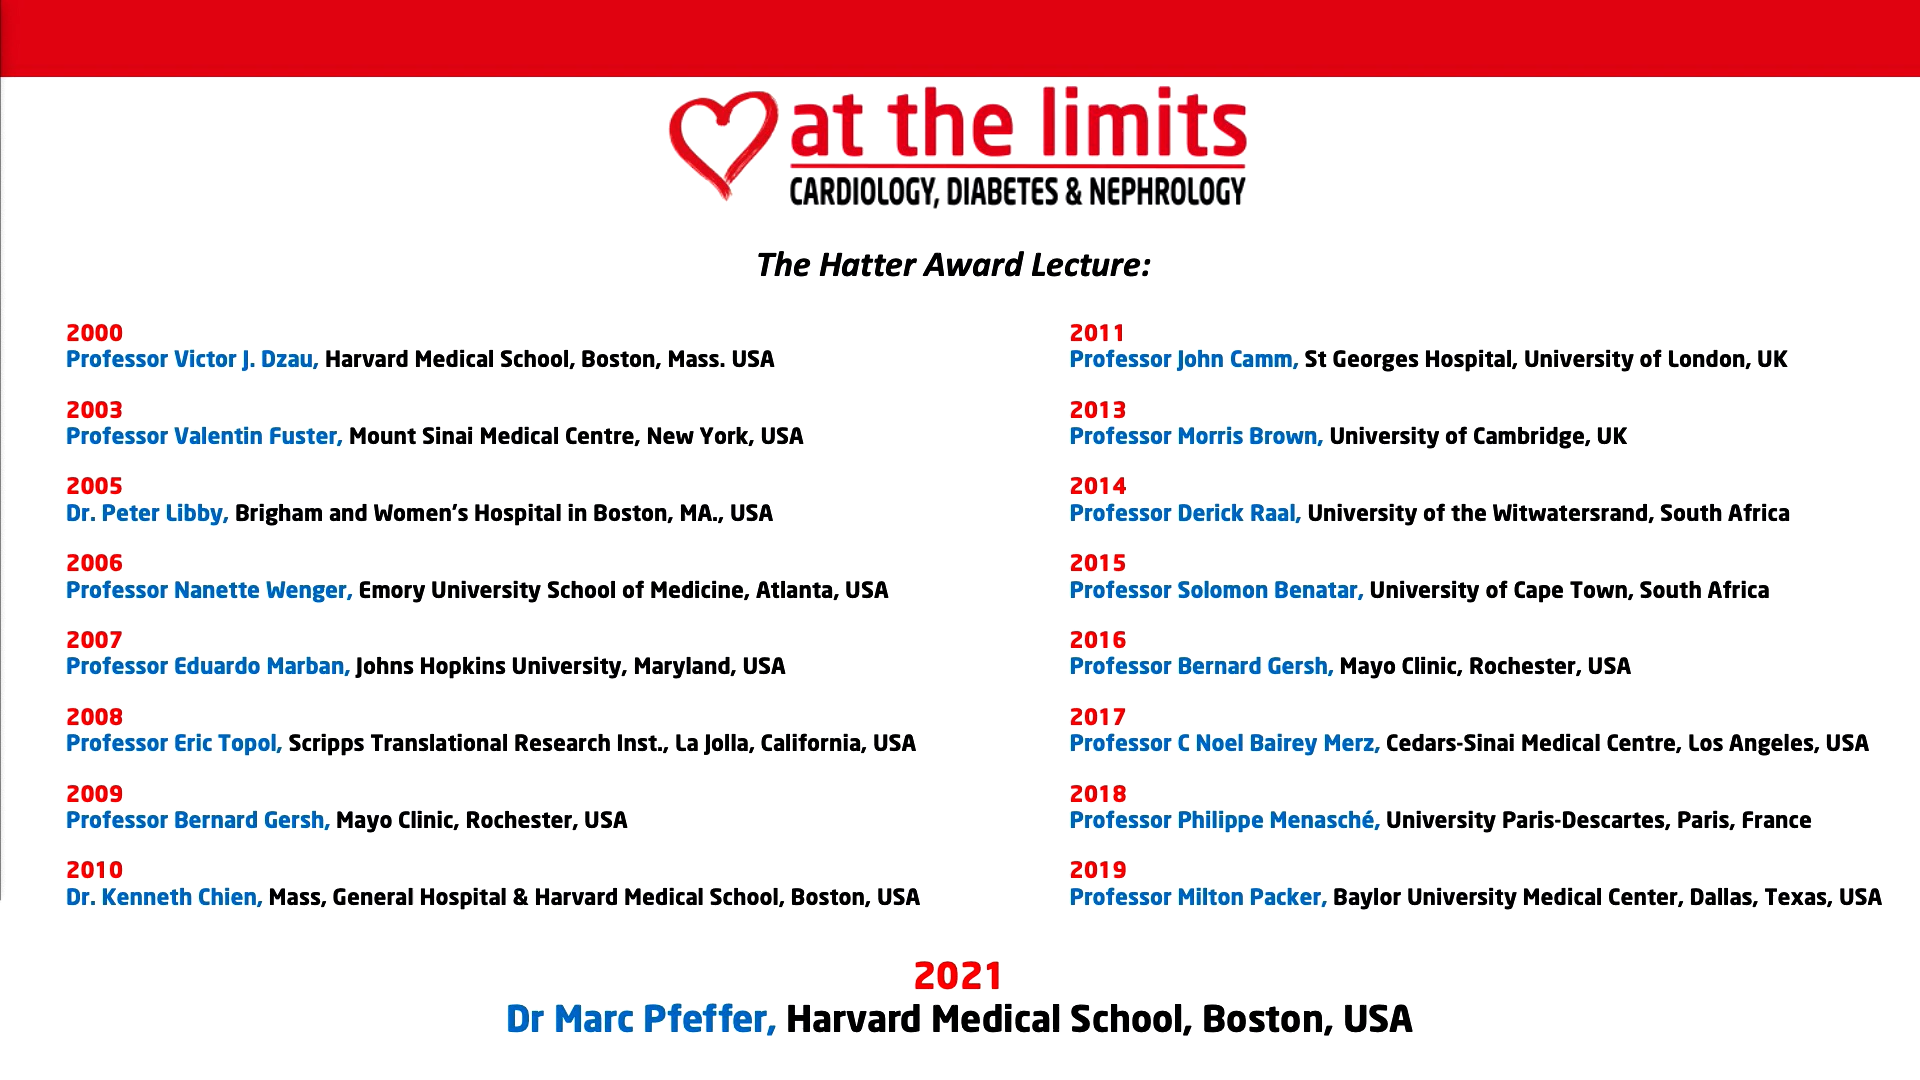 at the limits
CARDIOLOGY, DIABETES & NEPHROLOGY
The Hatter Award Lecture:
2000
Professor Victor J. Dzau, Harvard Medical School, Boston, Mass. USA
2003
Professor Valentin Fuster, Mount Sinai Medical Centre, New York, USA
2005
Dr. Peter Libby, Brigham and Women's Hospital in Boston, MA., USA
2006
Professor Nanette Wenger, Emory University School of Medicine, Atlanta, USA
2007
Professor Eduardo Marban, Johns Hopkins University, Maryland, USA
2008
Professor Eric Topol, Scripps Translational Research Inst., La Jolla, California, USA
2009
Professor Bernard Gersh, Mayo Clinic, Rochester, USA
2010
Dr. Kenneth Chien, Mass, General Hospital & Harvard Medical School, Boston, USA
2011
Professor John Camm, St Georges Hospital, University of London, UK
2013
Professor Morris Brown, University of Cambridge, UK
2014
Professor Derick Raal, University of the Witwatersrand, South Africa
2015
Professor Solomon Benatar, University of Cape Town, South Africa
2016
Professor Bernard Gersh, Mayo Clinic, Rochester, USA
2017
Professor C Noel Bairey Merz, Cedars-Sinai Medical Centre, Los Angeles, USA
2018
Professor Philippe Menasché, University Paris-Descartes, Paris, France
2019
Professor Milton Packer, Baylor University Medical Center, Dallas, Texas, USA
2021
Dr Marc Pfeffer, Harvard Medical School, Boston, USA